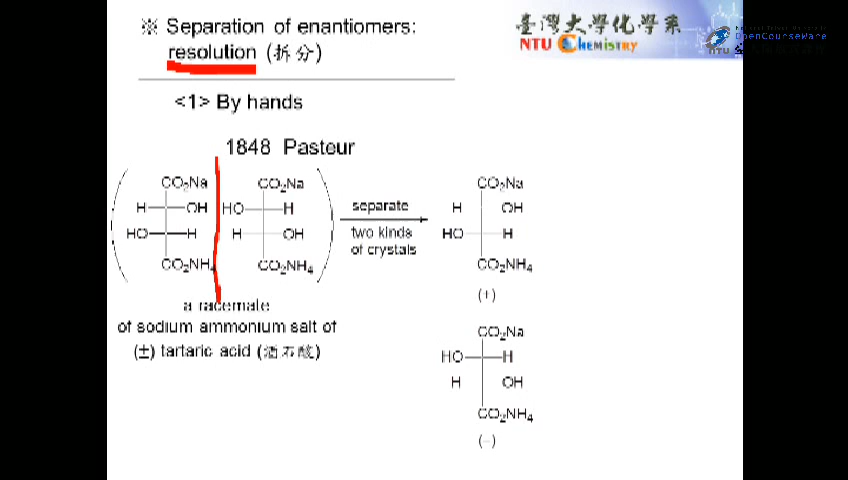 ※ Separation of enantiomers:
resolution (拆分)
臺灣大學化學系
NTU Chemistry
OpenCourseWare
NTU
<1> By hands
1848 Pasteur
CO2Na
H OH
HO H
CO2NH4
CO2Na
HO H
H OH
CO2NH4
separate
two kinds
of crystals
CO2Na
H OH
HO H
CO2NH4
(+)
a racemate
of sodium ammonium salt of
(±) tartaric acid (酒石酸)
CO2Na
HO H
H OH
CO2NH4
(−)